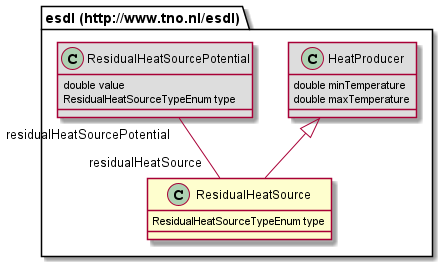 esdl (http://www.tno.nl/esdl)
C ResidualHeatSourcePotential
double value
ResidualHeatSourceTypeEnum type
C HeatProducer
double minTemperature
double maxTemperature
residualHeatSourcePotential
residualHeatSource
C ResidualHeatSource
ResidualHeatSourceTypeEnum type